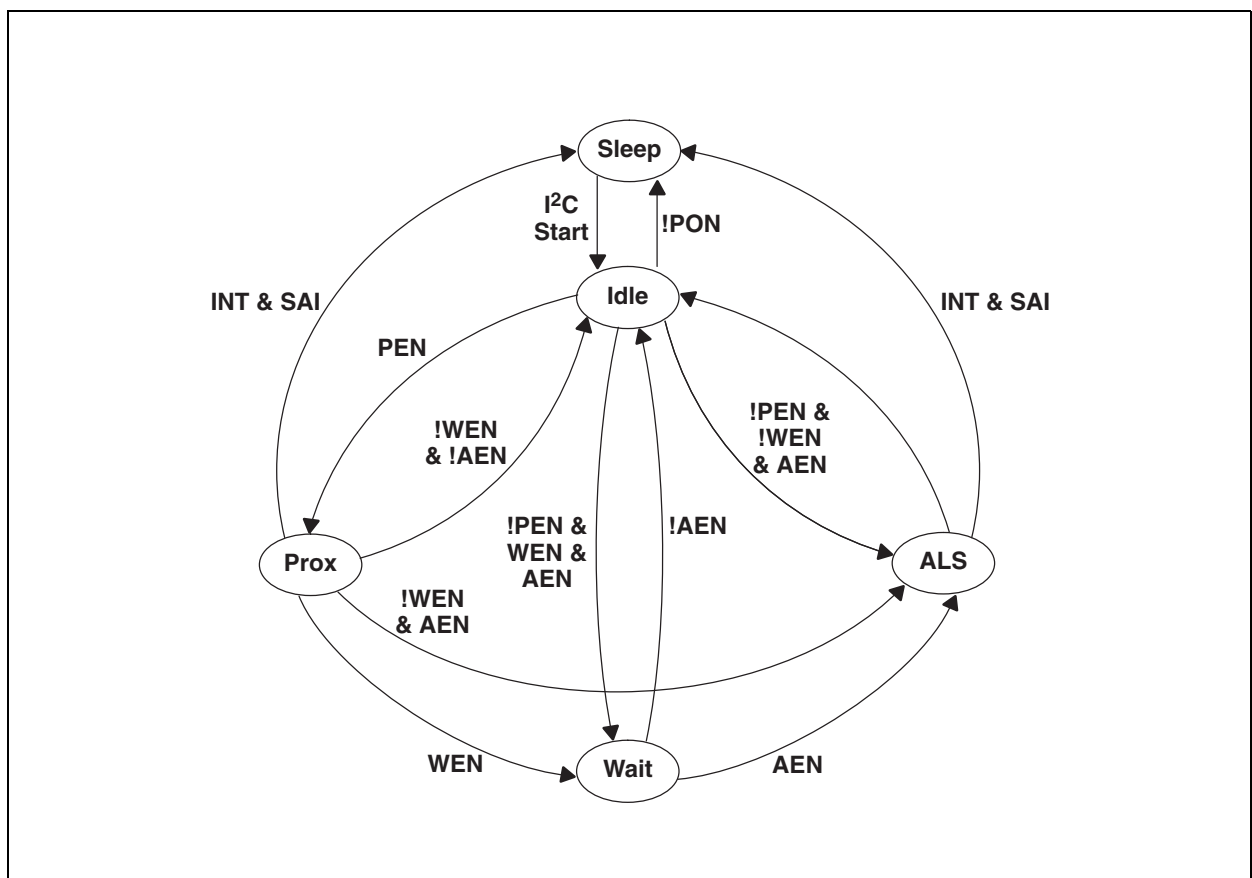 Sleep
I²C
Start
!PON
Idle
INT & SAI
INT & SAI
PEN
!WEN
& !AEN
!PEN &
!WEN
& AEN
!PEN &
WEN &
AEN
!AEN
Prox
ALS
!WEN
& AEN
WEN
Wait
AEN